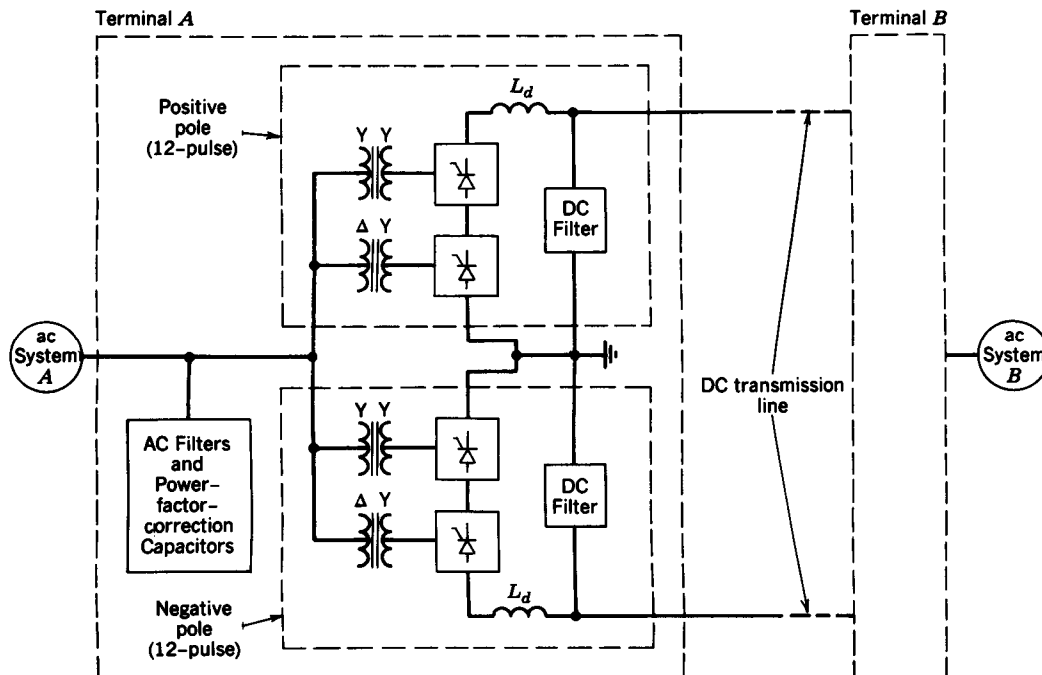 Terminal A
Terminal B
Positive
pole
(12-pulse)
L_d
Y Y
Δ Y
DC
Filter
ac
System
A
AC Filters
and
Power-
factor-
correction
Capacitors
Y Y
Δ Y
DC
Filter
L_d
Negative
pole
(12-pulse)
DC transmission
line
ac
System
B